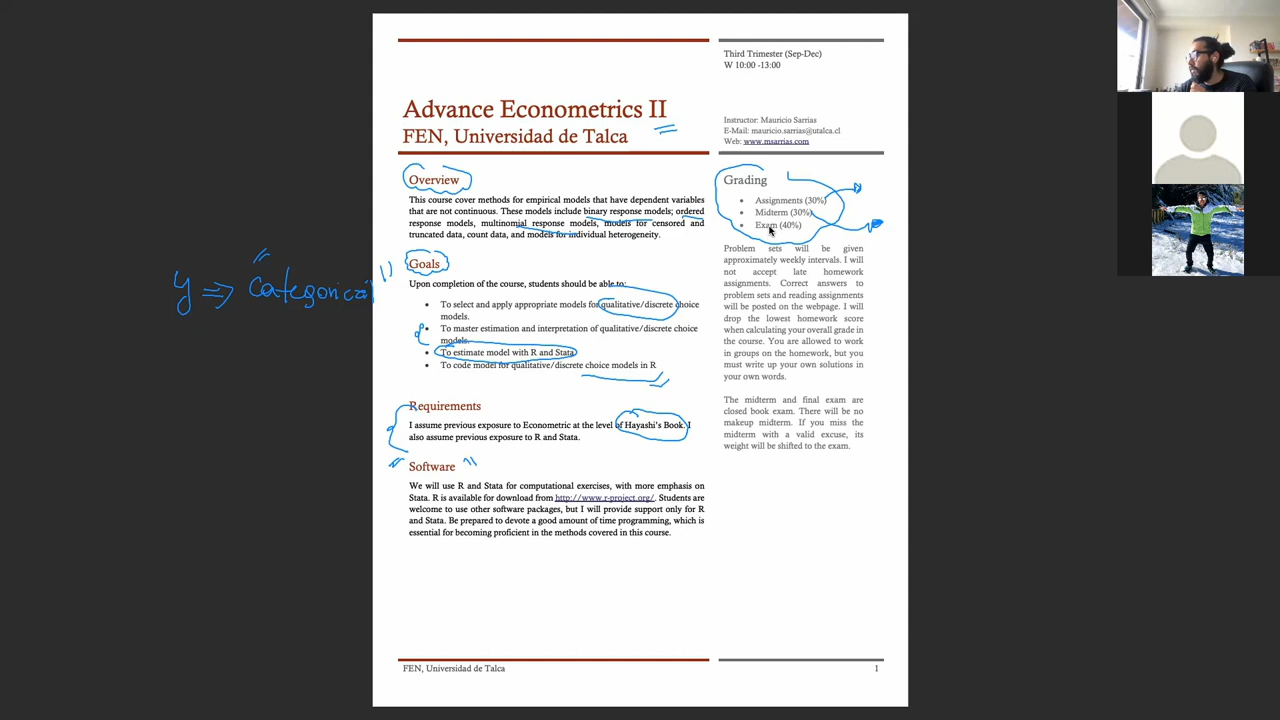 Third Trimester (Sep-Dec)
W 10:00 -13:00
Advance Econometrics II
FEN, Universidad de Talca
Instructor: Mauricio Sarrias
E-Mail: mauricio.sarrias@utalca.cl
Web: www.msarrias.com
Overview
This course cover methods for empirical models that have dependent variables
that are not continuous. These models include binary response models; ordered
response models, multinomial response models, models for censored and
truncated data, count data, and models for individual heterogeneity.
Goals
Upon completion of the course, students should be able to:
• To select and apply appropriate models for qualitative/discrete choice
models.
• To master estimation and interpretation of qualitative/discrete choice
models.
• To estimate model with R and Stata
• To code model for qualitative/discrete choice models in R
y ⇒ "Categorical"
Requirements
I assume previous exposure to Econometric at the level of Hayashi's Book. I
also assume previous exposure to R and Stata.
" Software "
We will use R and Stata for computational exercises, with more emphasis on
Stata. R is available for download from http://www.r-project.org/. Students are
welcome to use other software packages, but I will provide support only for R
and Stata. Be prepared to devote a good amount of time programming, which is
essential for becoming proficient in the methods covered in this course.
Grading
• Assignments (30%)
• Midterm (30%)
• Exam (40%)
Problem sets will be given
approximately weekly intervals. I will
not accept late homework
assignments. Correct answers to
problem sets and reading assignments
will be posted on the webpage. I will
drop the lowest homework score
when calculating your overall grade in
the course. You are allowed to work
in groups on the homework, but you
must write up your own solutions in
your own words.
The midterm and final exam are
closed book exam. There will be no
makeup midterm. If you miss the
midterm with a valid excuse, its
weight will be shifted to the exam.
FEN, Universidad de Talca
1